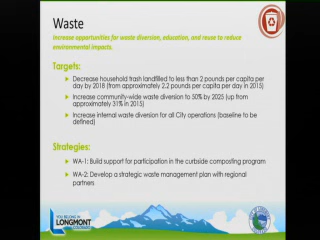 Waste
Increase opportunities for waste diversion, education, and reuse to reduce
environmental impacts.
Targets:
Decrease household trash landfilled to less than 2 pounds per capita per
day by 2018 (from approximately 2.2 pounds per capita per day in 2015)
Increase community-wide waste diversion to 50% by 2025 (up from
approximately 31% in 2015)
Increase internal waste diversion for all City operations (baseline to be
defined)
Strategies:
WA-1: Build support for participation in the curbside composting program
WA-2: Develop a strategic waste management plan with regional
partners
YOU BELONG IN
LONGMONT
COLORADO